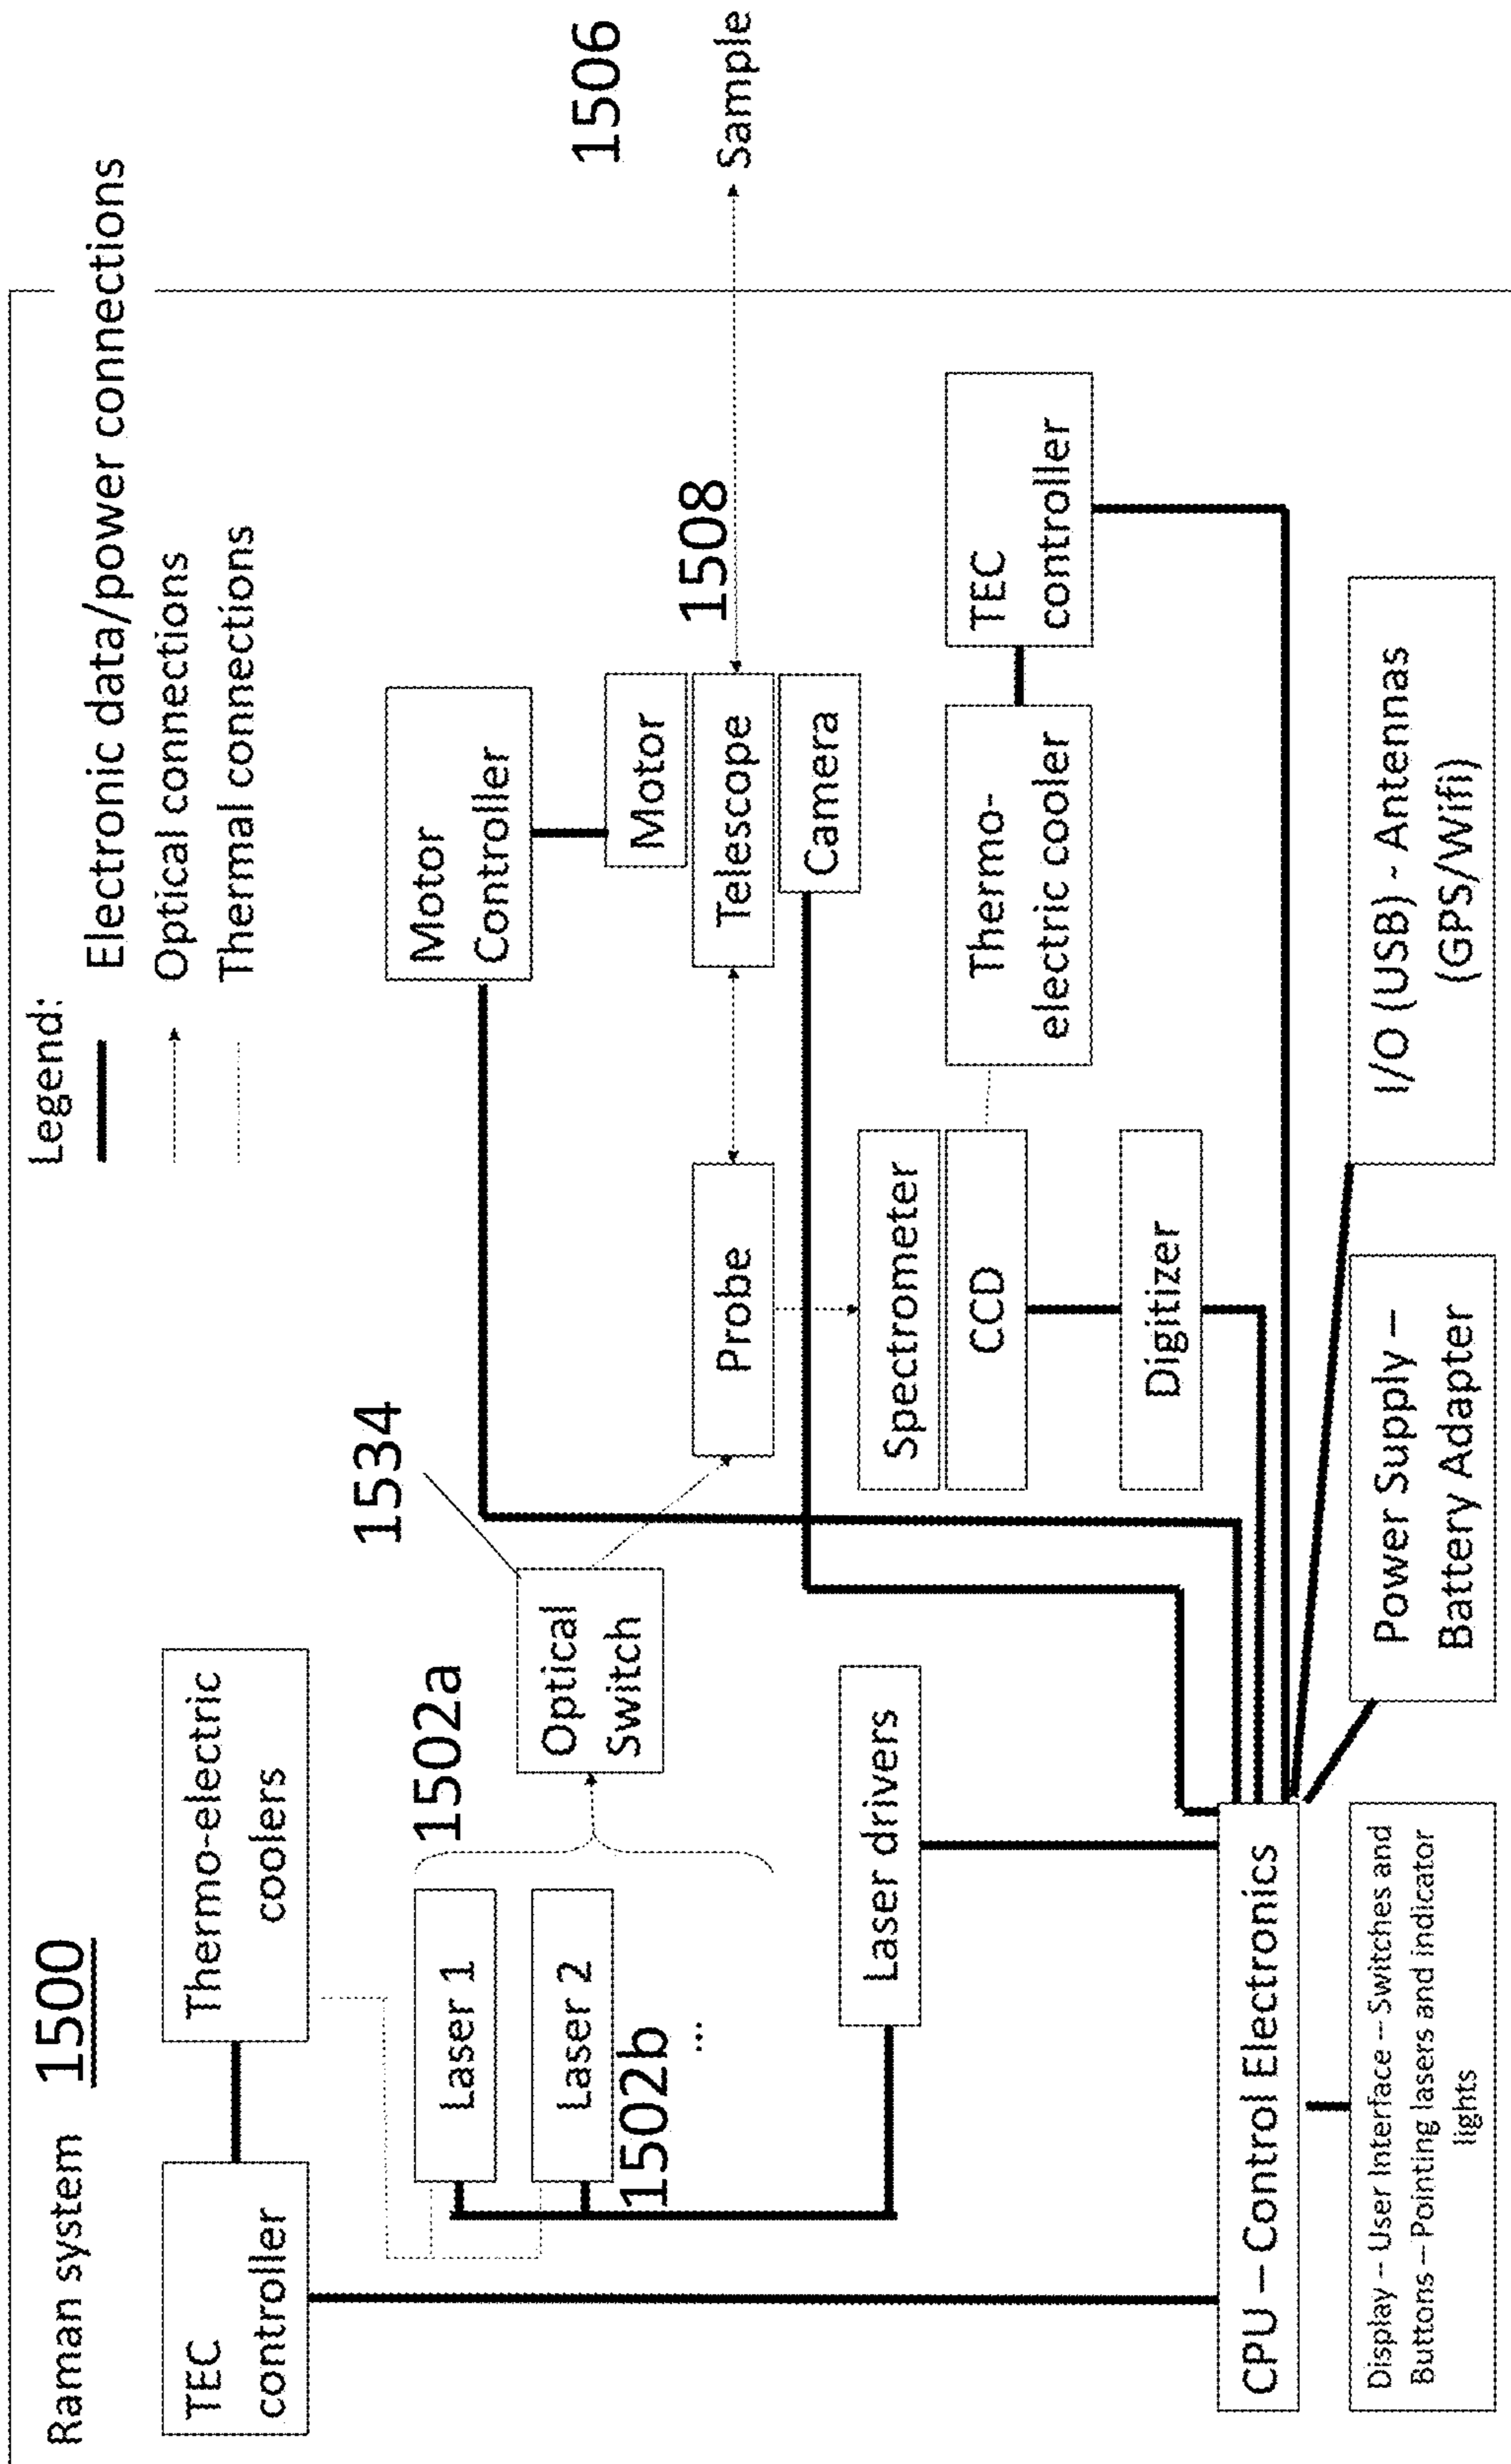 Raman system 1500
Legend:
Electronic data/power connections
Optical connections
Thermal connections
TEC
controller
Thermo-electric
coolers
1502a
1534
Laser 1
Laser 2
1502b
...
Optical
Switch
Motor
Controller
Motor
1508
1506
Probe
Telescope
Sample
Camera
Laser drivers
Spectrometer
CCD
Thermo-
electric cooler
TEC
controller
Digitizer
CPU – Control Electronics
Display – User Interface – Switches and
Buttons – Pointing lasers and indicator
lights
Power Supply –
Battery Adapter
I/O (USB) - Antennas
(GPS/Wifi)